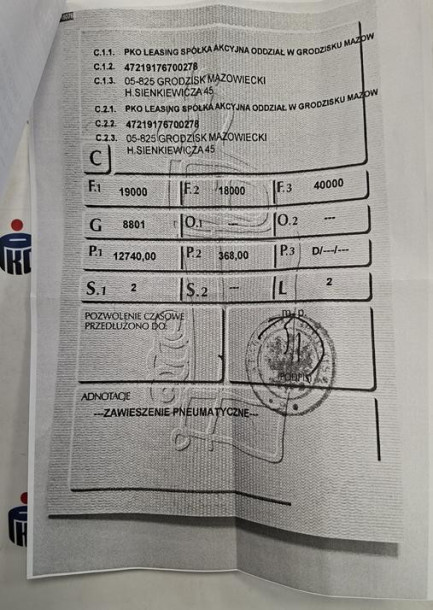 C.1.1. PKO LEASING SPÓŁKA AKCYJNA ODDZIAŁ W GRODZISKU MAZOW
C.1.2. 47219176700278
C.1.3. 05-825 GRODZISK MAZOWIECKI
H.SIENKIEWICZA 45
C.2.1. PKO LEASING SPÓŁKA AKCYJNA ODDZIAŁ W GRODZISKU MAZOW
C.2.2. 47219176700278
C.2.3. 05-825 GRODZISK MAZOWIECKI
H.SIENKIEWICZA 45
C
F.1 19000 F.2 18000 F.3 40000
G 8801 O.1 --- O.2 ---
P.1 12740,00 P.2 368,00 P.3 D/---/---
S.1 2 S.2 --- L 2
POZWOLENIE CZASOWE m. p.
PRZEDŁUŻONO DO:
PODPIS
ADNOTACJE
---ZAWIESZENIE PNEUMATYCZNE---